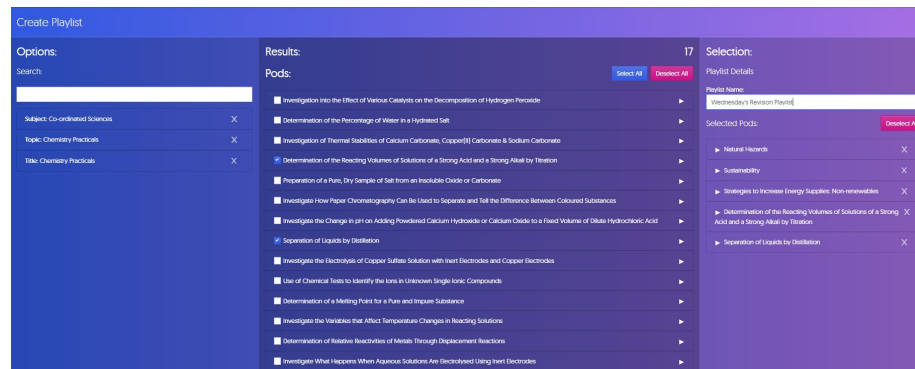 Create Playlist
Options:
Search:
Subject: Co-ordinated Sciences X
Topic: Chemistry Practicals X
Title: Chemistry Practicals X
Results: 17
Pods: Select All Deselect All
Investigation into the Effect of Various Catalysts on the Decomposition of Hydrogen Peroxide
Determination of the Percentage of Water in a Hydrated Salt
Investigation of Thermal Stabilities of Calcium Carbonate, Copper(II) Carbonate & Sodium Carbonate
Determination of the Reacting Volumes of Solutions of a Strong Acid and a Strong Alkali by Titration
Preparation of a Pure, Dry Sample of Salt from an Insoluble Oxide or Carbonate
Investigate How Paper Chromatography Can Be Used to Separate and Tell the Difference Between Coloured Substances
Investigate the Change in pH on Adding Powdered Calcium Hydroxide or Calcium Oxide to a Fixed Volume of Dilute Hydrochloric Acid
Separation of Liquids by Distillation
Investigate the Electrolysis of Copper Sulfate Solution with Inert Electrodes and Copper Electrodes
Use of Chemical Tests to Identify the Ions in Unknown Single Ionic Compounds
Determination of a Melting Point for a Pure and Impure Substance
Investigate the Variables that Affect Temperature Changes in Reacting Solutions
Determination of Relative Reactivities of Metals Through Displacement Reactions
Investigate What Happens When Aqueous Solutions Are Electrolysed Using Inert Electrodes
Selection:
Playlist Details
Playlist Name:
Wednesday's Revision Playlist
Selected Pods: Deselect A
Natural Hazards X
Sustainability X
Strategies to Increase Energy Supplies: Non-renewables X
Determination of the Reacting Volumes of Solutions of a Strong X
Acid and a Strong Alkali by Titration
Separation of Liquids by Distillation X